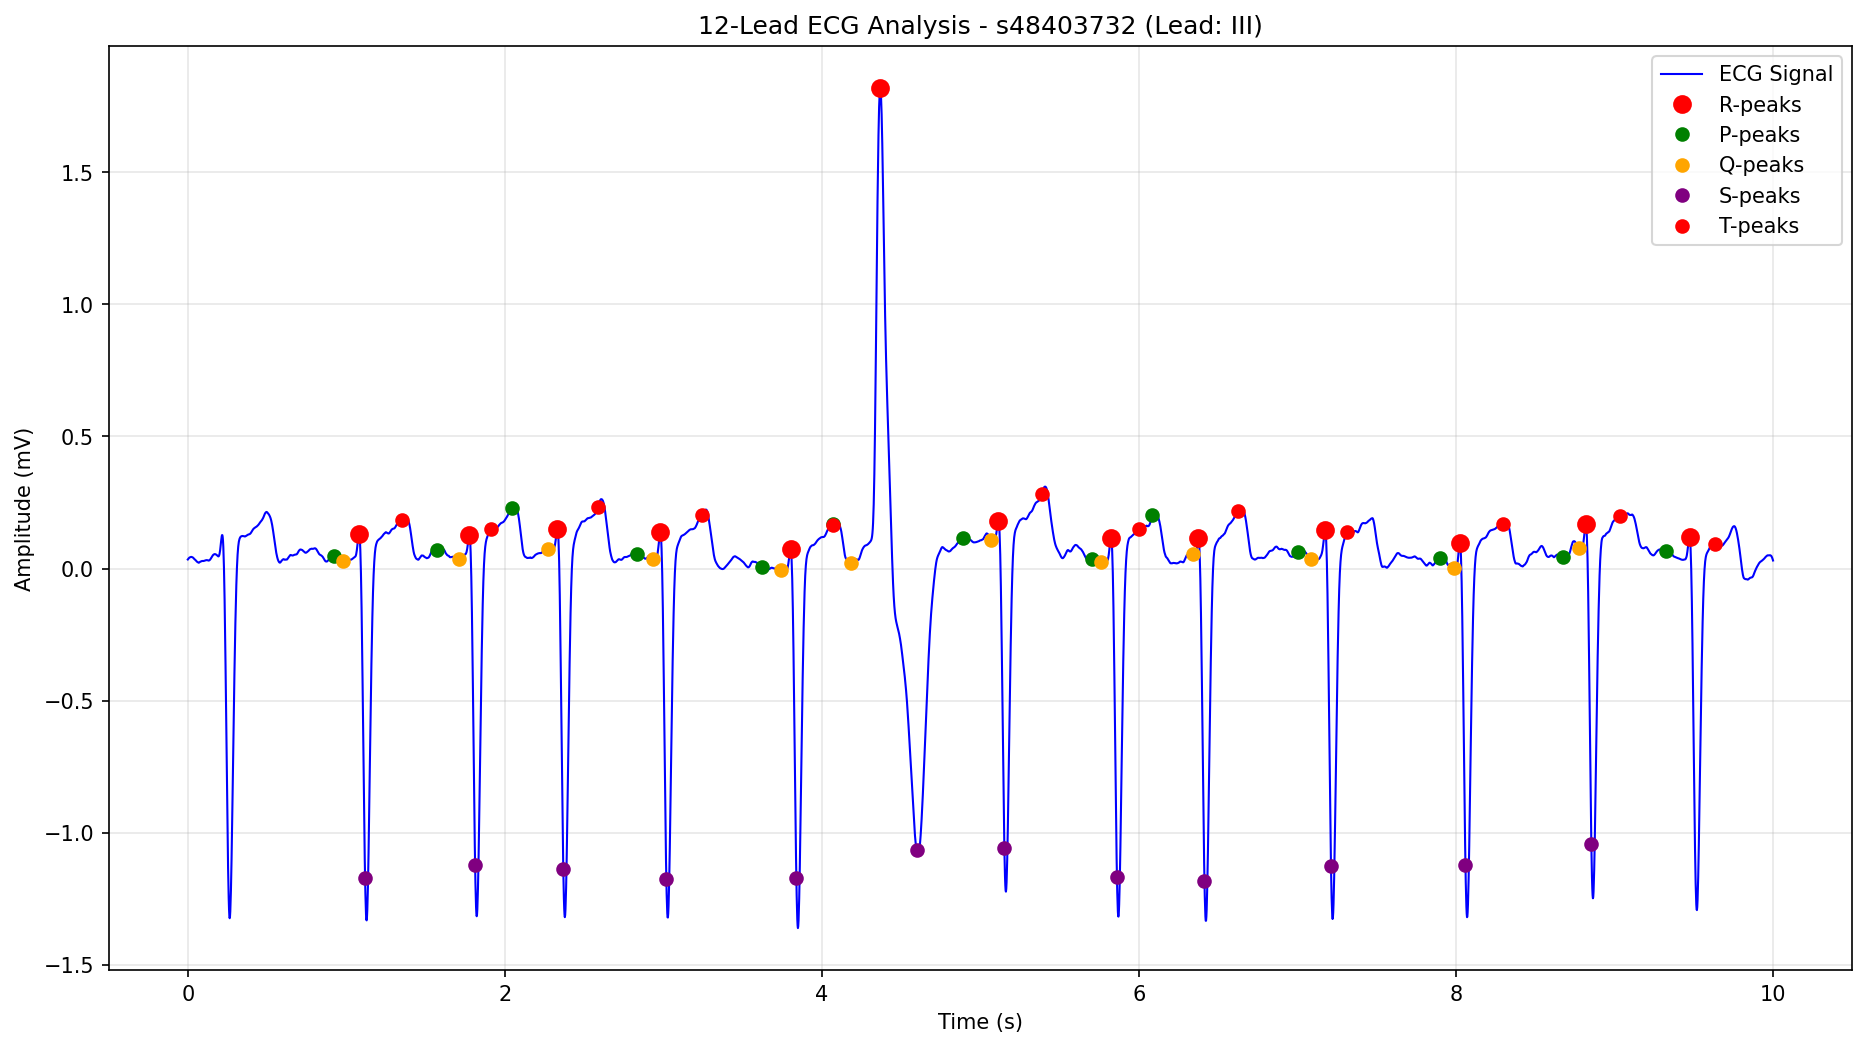 12-Lead ECG Analysis - s48403732 (Lead: III)
ECG Signal
R-peaks
P-peaks
Q-peaks
S-peaks
T-peaks
Amplitude (mV)
1.5
1.0
0.5
0.0
−0.5
−1.0
−1.5
0 2 4 6 8 10
Time (s)